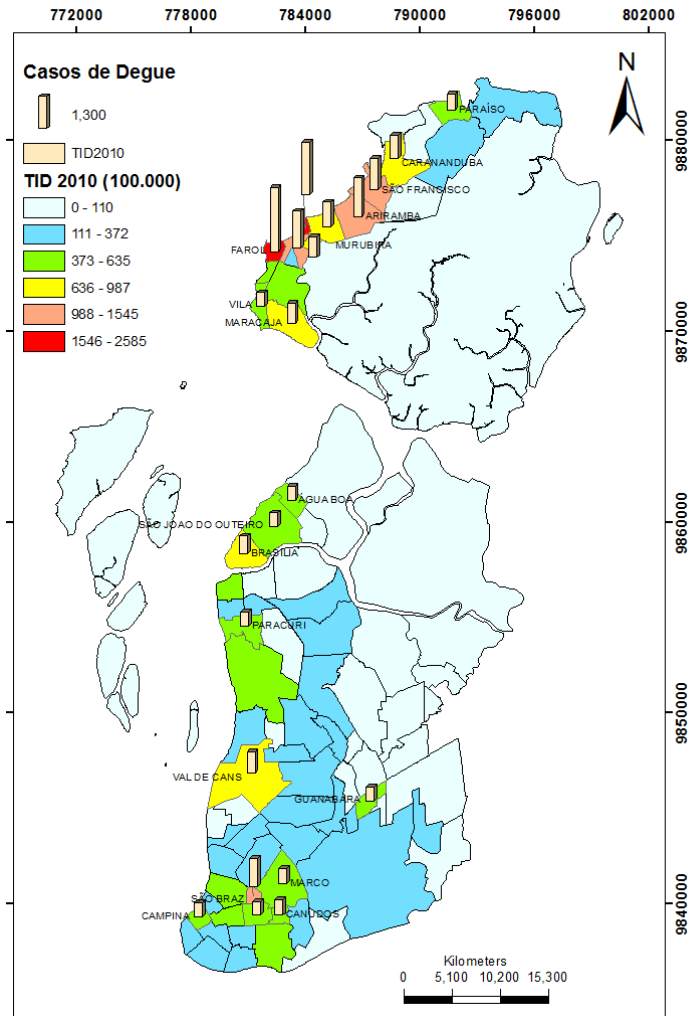 772000 778000 784000 790000 796000 802000
Casos de Degue
1,300
TID2010
TID 2010 (100.000)
0 - 110
111 - 372
373 - 635
636 - 987
988 - 1545
1546 - 2585
N
9880000
9870000
9860000
9850000
9840000
PARAÍSO
CARANANDUBA
SÃO FRANCISCO
ARIRAMBA
MURUBIRA
FAROL
VILA
MARACAJA
ÁGUA BOA
SÃO JOAO DO OUTEIRO
BRASILIA
PARACURI
VAL DE CANS
GUANABARA
MARCO
SÃO BRAZ
CAMPINA
CANUDOS
Kilometers
0 5,100 10,200 15,300